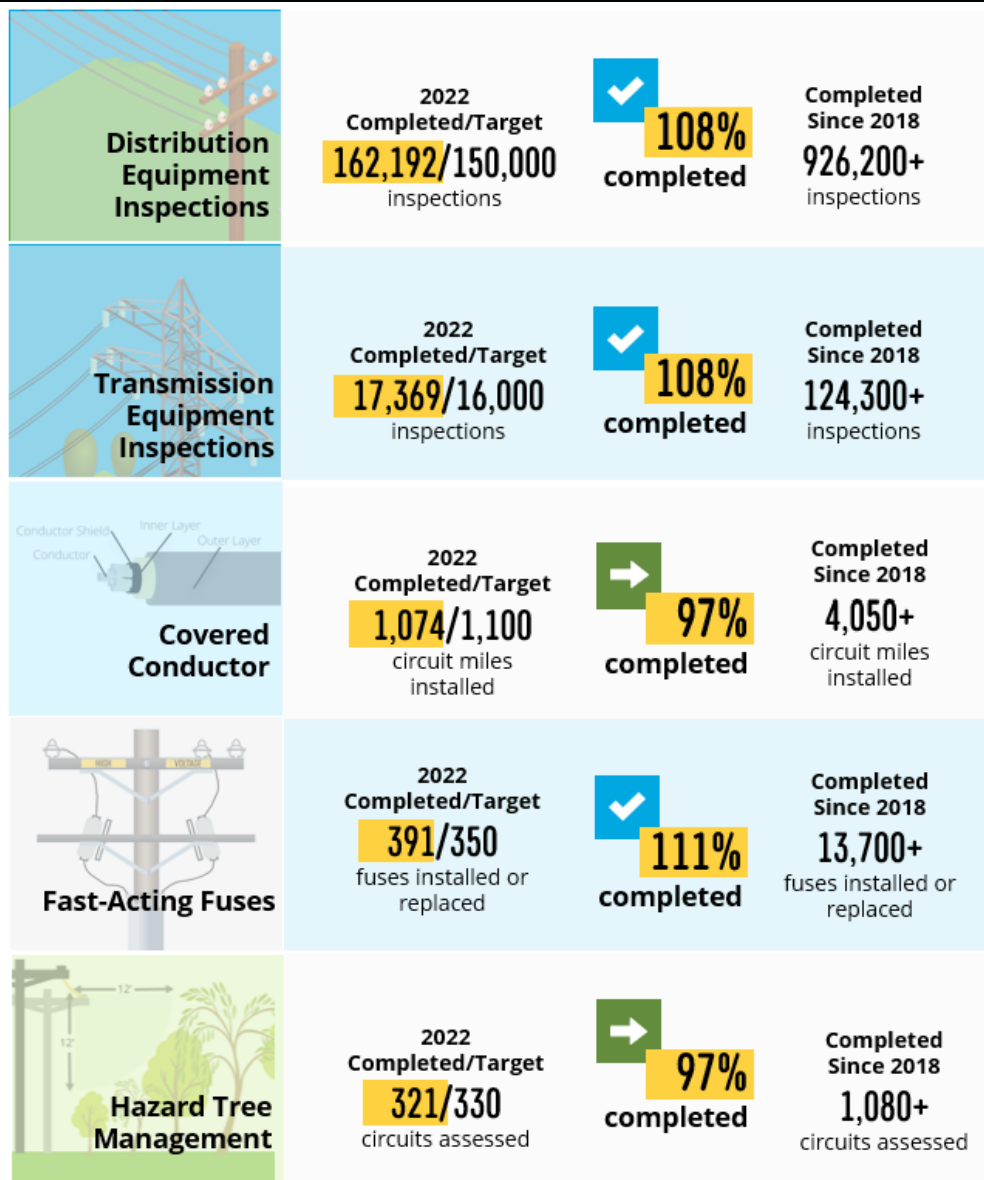 Distribution
Equipment
Inspections
2022
Completed/Target
162,192/150,000
inspections
108%
completed
Completed
Since 2018
926,200+
inspections
Transmission
Equipment
Inspections
2022
Completed/Target
17,369/16,000
inspections
108%
completed
Completed
Since 2018
124,300+
inspections
Conductor Shield
Inner Layer
Outer Layer
Conductor
Covered
Conductor
2022
Completed/Target
1,074/1,100
circuit miles
installed
97%
completed
Completed
Since 2018
4,050+
circuit miles
installed
HIGH
VOLTAGE
Fast-Acting Fuses
2022
Completed/Target
391/350
fuses installed or
replaced
111%
completed
Completed
Since 2018
13,700+
fuses installed or
replaced
12'
12'
Hazard Tree
Management
2022
Completed/Target
321/330
circuits assessed
97%
completed
Completed
Since 2018
1,080+
circuits assessed